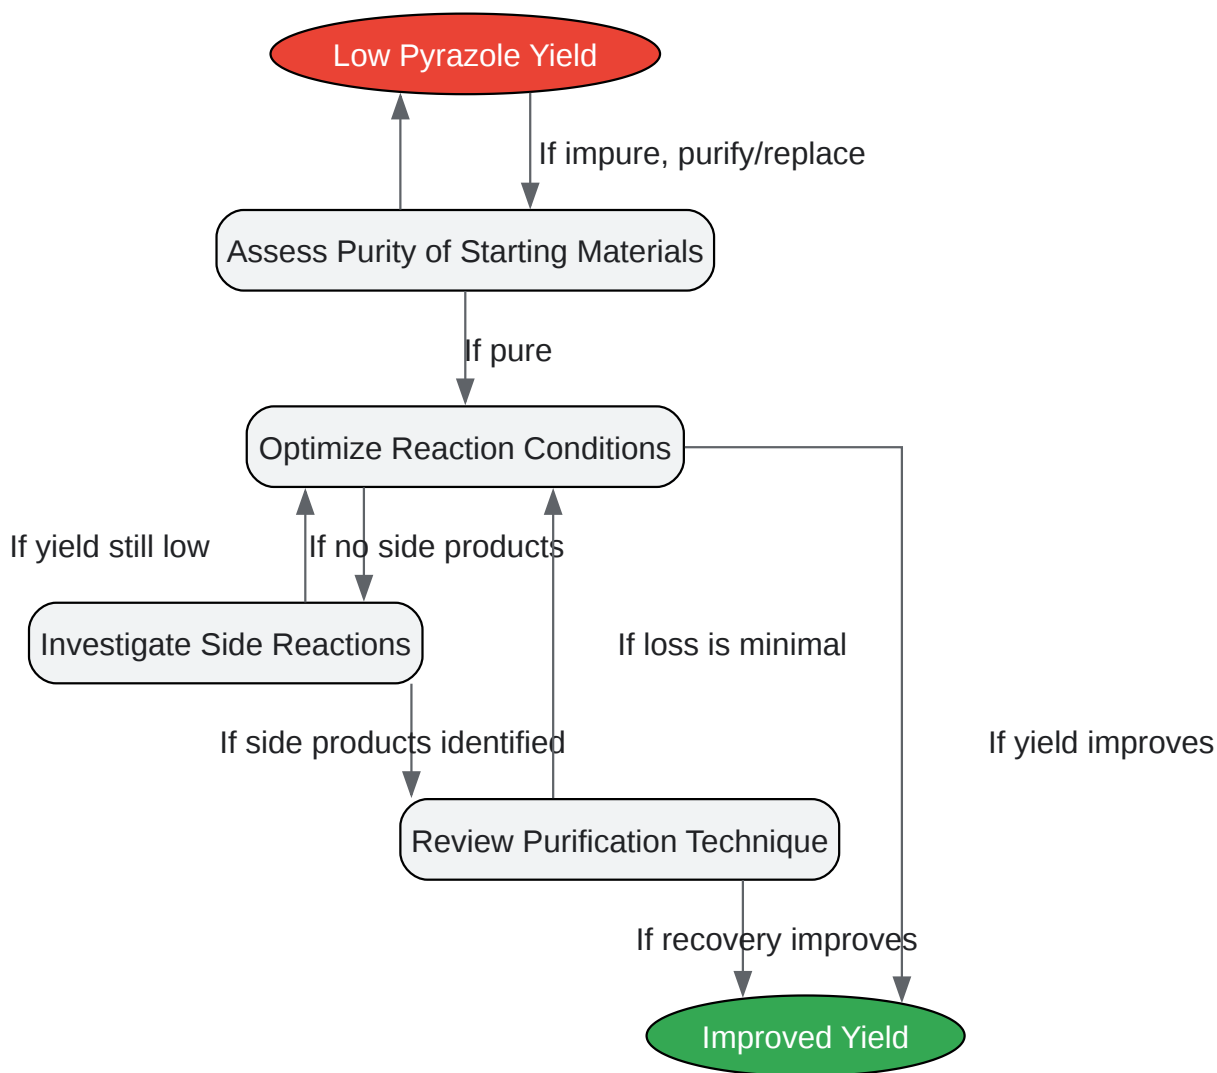 Low Pyrazole Yield
If impure, purify/replace
Assess Purity of Starting Materials
If pure
Optimize Reaction Conditions
If yield still low
If no side products
Investigate Side Reactions
If loss is minimal
If side products identified
If yield improves
Review Purification Technique
If recovery improves
Improved Yield